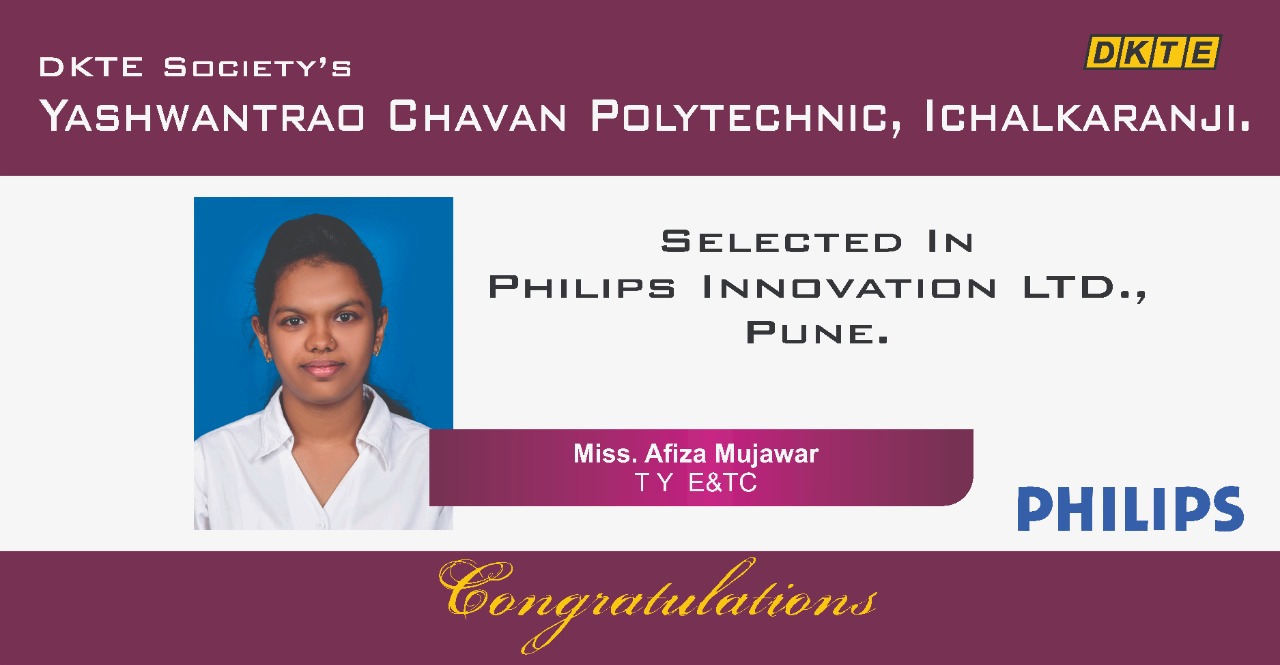 DKTE
DKTE Society's
Yashwantrao Chavan Polytechnic, Ichalkaranji.
Selected In
Philips Innovation LTD.,
Pune.
Miss. Afiza Mujawar
T Y E&TC
PHILIPS
Congratulations